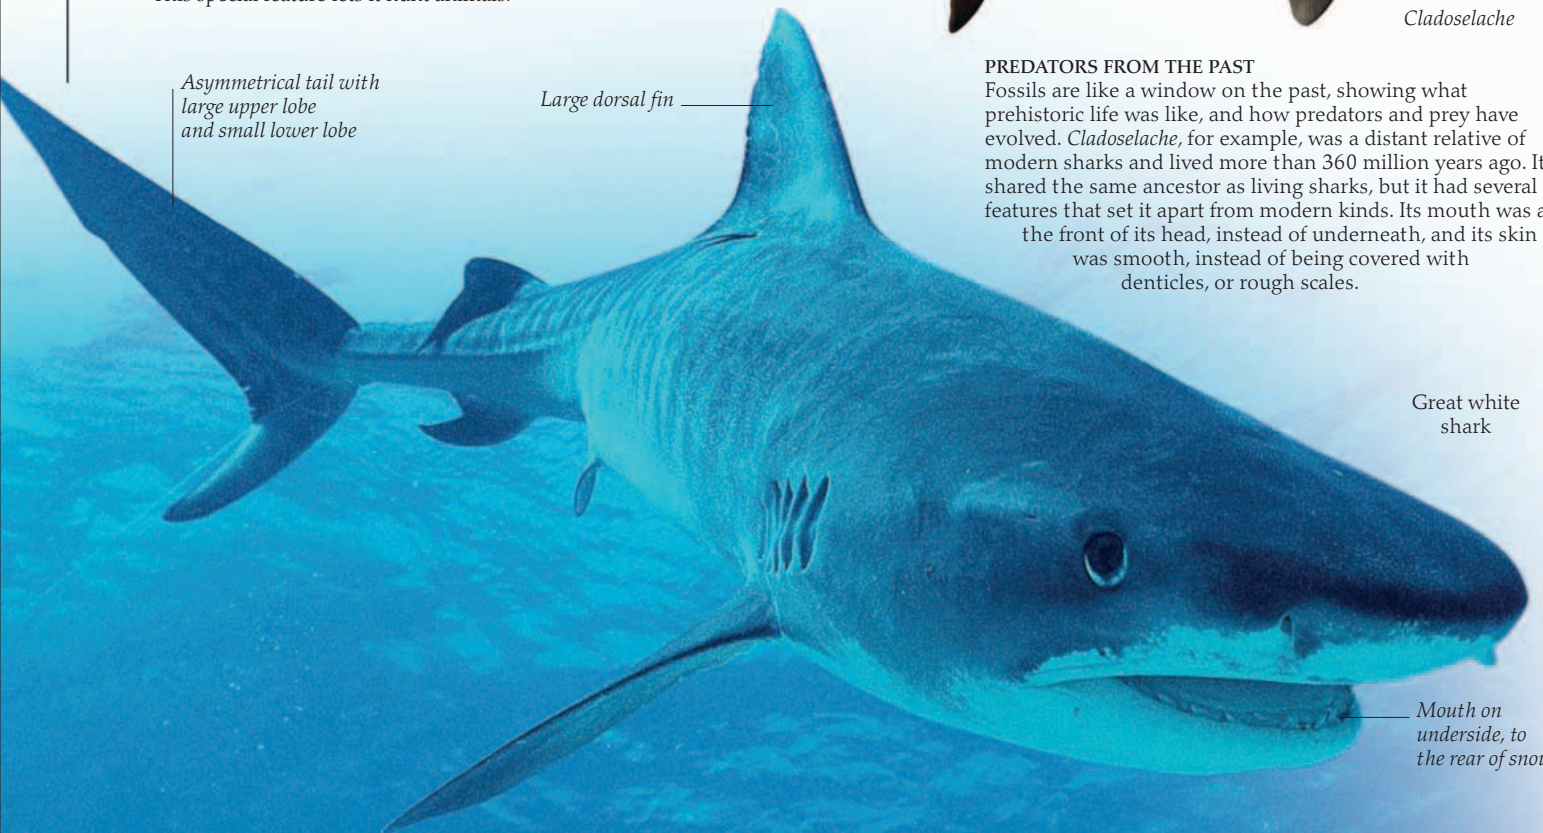 Cladoselache
Asymmetrical tail with
large upper lobe
and small lower lobe
Large dorsal fin
PREDATORS FROM THE PAST
Fossils are like a window on the past, showing what
prehistoric life was like, and how predators and prey have
evolved. Cladoselache, for example, was a distant relative of
modern sharks and lived more than 360 million years ago. It
shared the same ancestor as living sharks, but it had several
features that set it apart from modern kinds. Its mouth was
the front of its head, instead of underneath, and its skin
was smooth, instead of being covered with
denticles, or rough scales.
Great white
shark
Mouth on
underside, to
the rear of